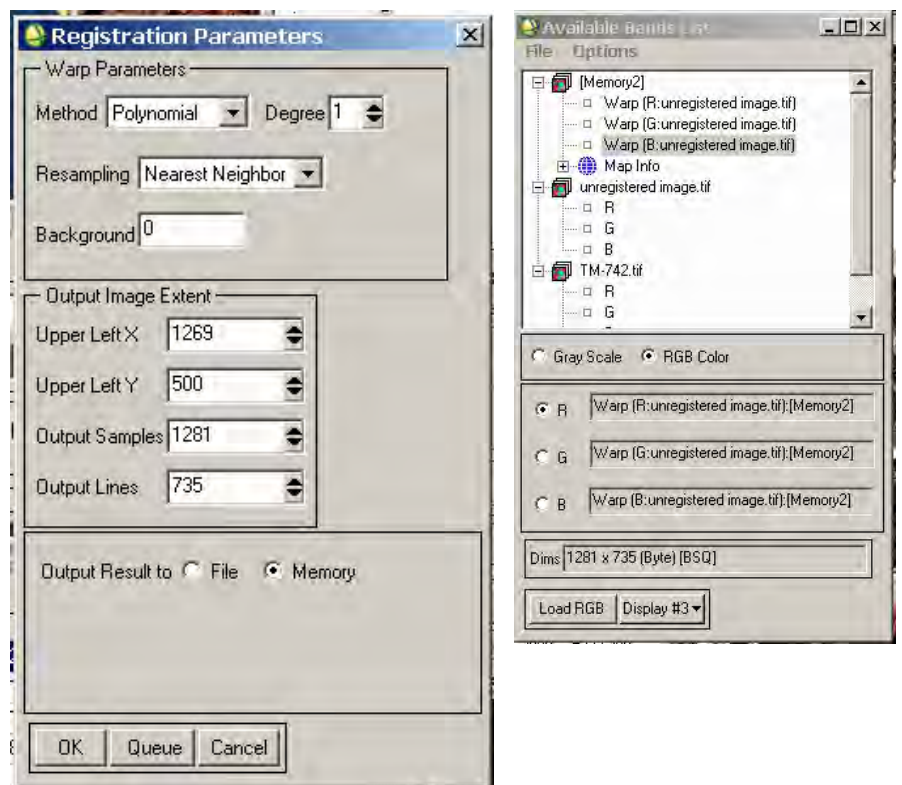 Registration Parameters
Warp Parameters
Method Polynomial Degree 1
Resampling Nearest Neighbor
Background 0
Output Image Extent
Upper Left X 1269
Upper Left Y 500
Output Samples 1281
Output Lines 735
Output Result to File Memory
OK Queue Cancel
Available Bands List
File Options
[Memory2]
Warp (R:unregistered image.tif)
Warp (G:unregistered image.tif)
Warp (B:unregistered image.tif)
Map Info
unregistered image.tif
R
G
B
TM-742.tif
R
G
Gray Scale RGB Color
R Warp (R:unregistered image.tif):[Memory2]
G Warp (G:unregistered image.tif):[Memory2]
B Warp (B:unregistered image.tif):[Memory2]
Dims 1281 x 735 (Byte) [BSQ]
Load RGB Display #3